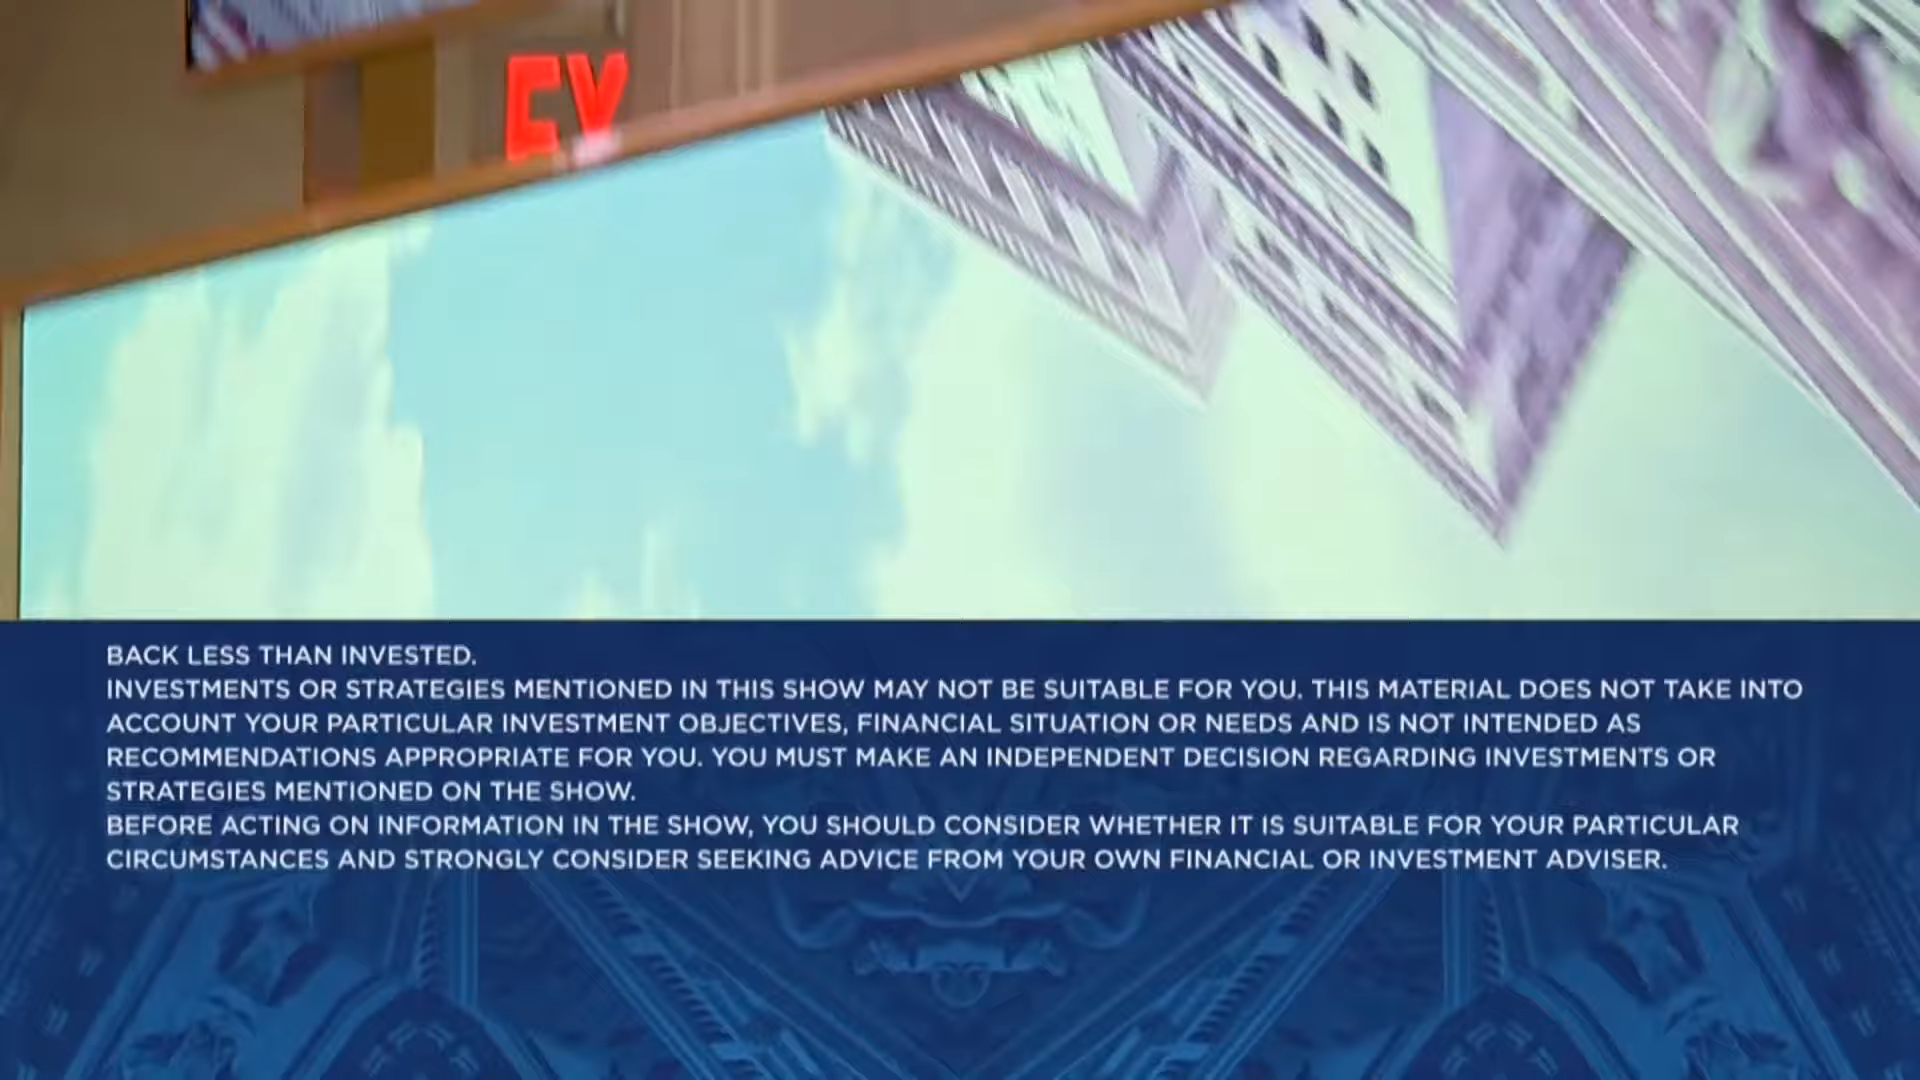 EX
BACK LESS THAN INVESTED.
INVESTMENTS OR STRATEGIES MENTIONED IN THIS SHOW MAY NOT BE SUITABLE FOR YOU. THIS MATERIAL DOES NOT TAKE INTO
ACCOUNT YOUR PARTICULAR INVESTMENT OBJECTIVES, FINANCIAL SITUATION OR NEEDS AND IS NOT INTENDED AS
RECOMMENDATIONS APPROPRIATE FOR YOU. YOU MUST MAKE AN INDEPENDENT DECISION REGARDING INVESTMENTS OR
STRATEGIES MENTIONED ON THE SHOW.
BEFORE ACTING ON INFORMATION IN THE SHOW, YOU SHOULD CONSIDER WHETHER IT IS SUITABLE FOR YOUR PARTICULAR
CIRCUMSTANCES AND STRONGLY CONSIDER SEEKING ADVICE FROM YOUR OWN FINANCIAL OR INVESTMENT ADVISER.